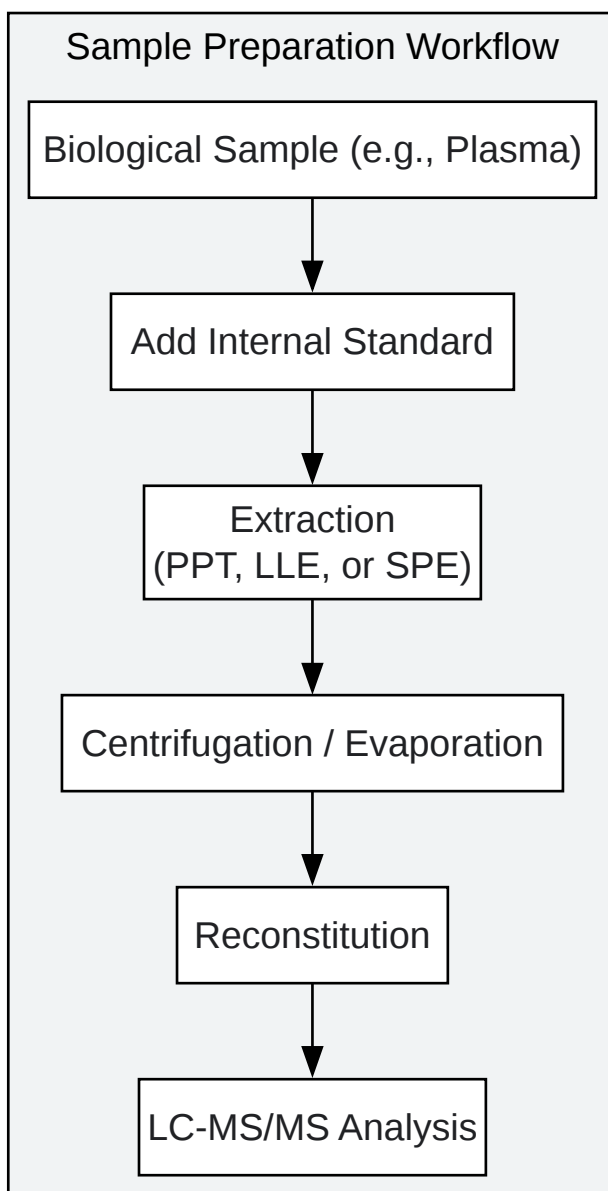 Sample Preparation Workflow
Biological Sample (e.g., Plasma)
Add Internal Standard
Extraction
(PPT, LLE, or SPE)
Centrifugation / Evaporation
Reconstitution
LC-MS/MS Analysis